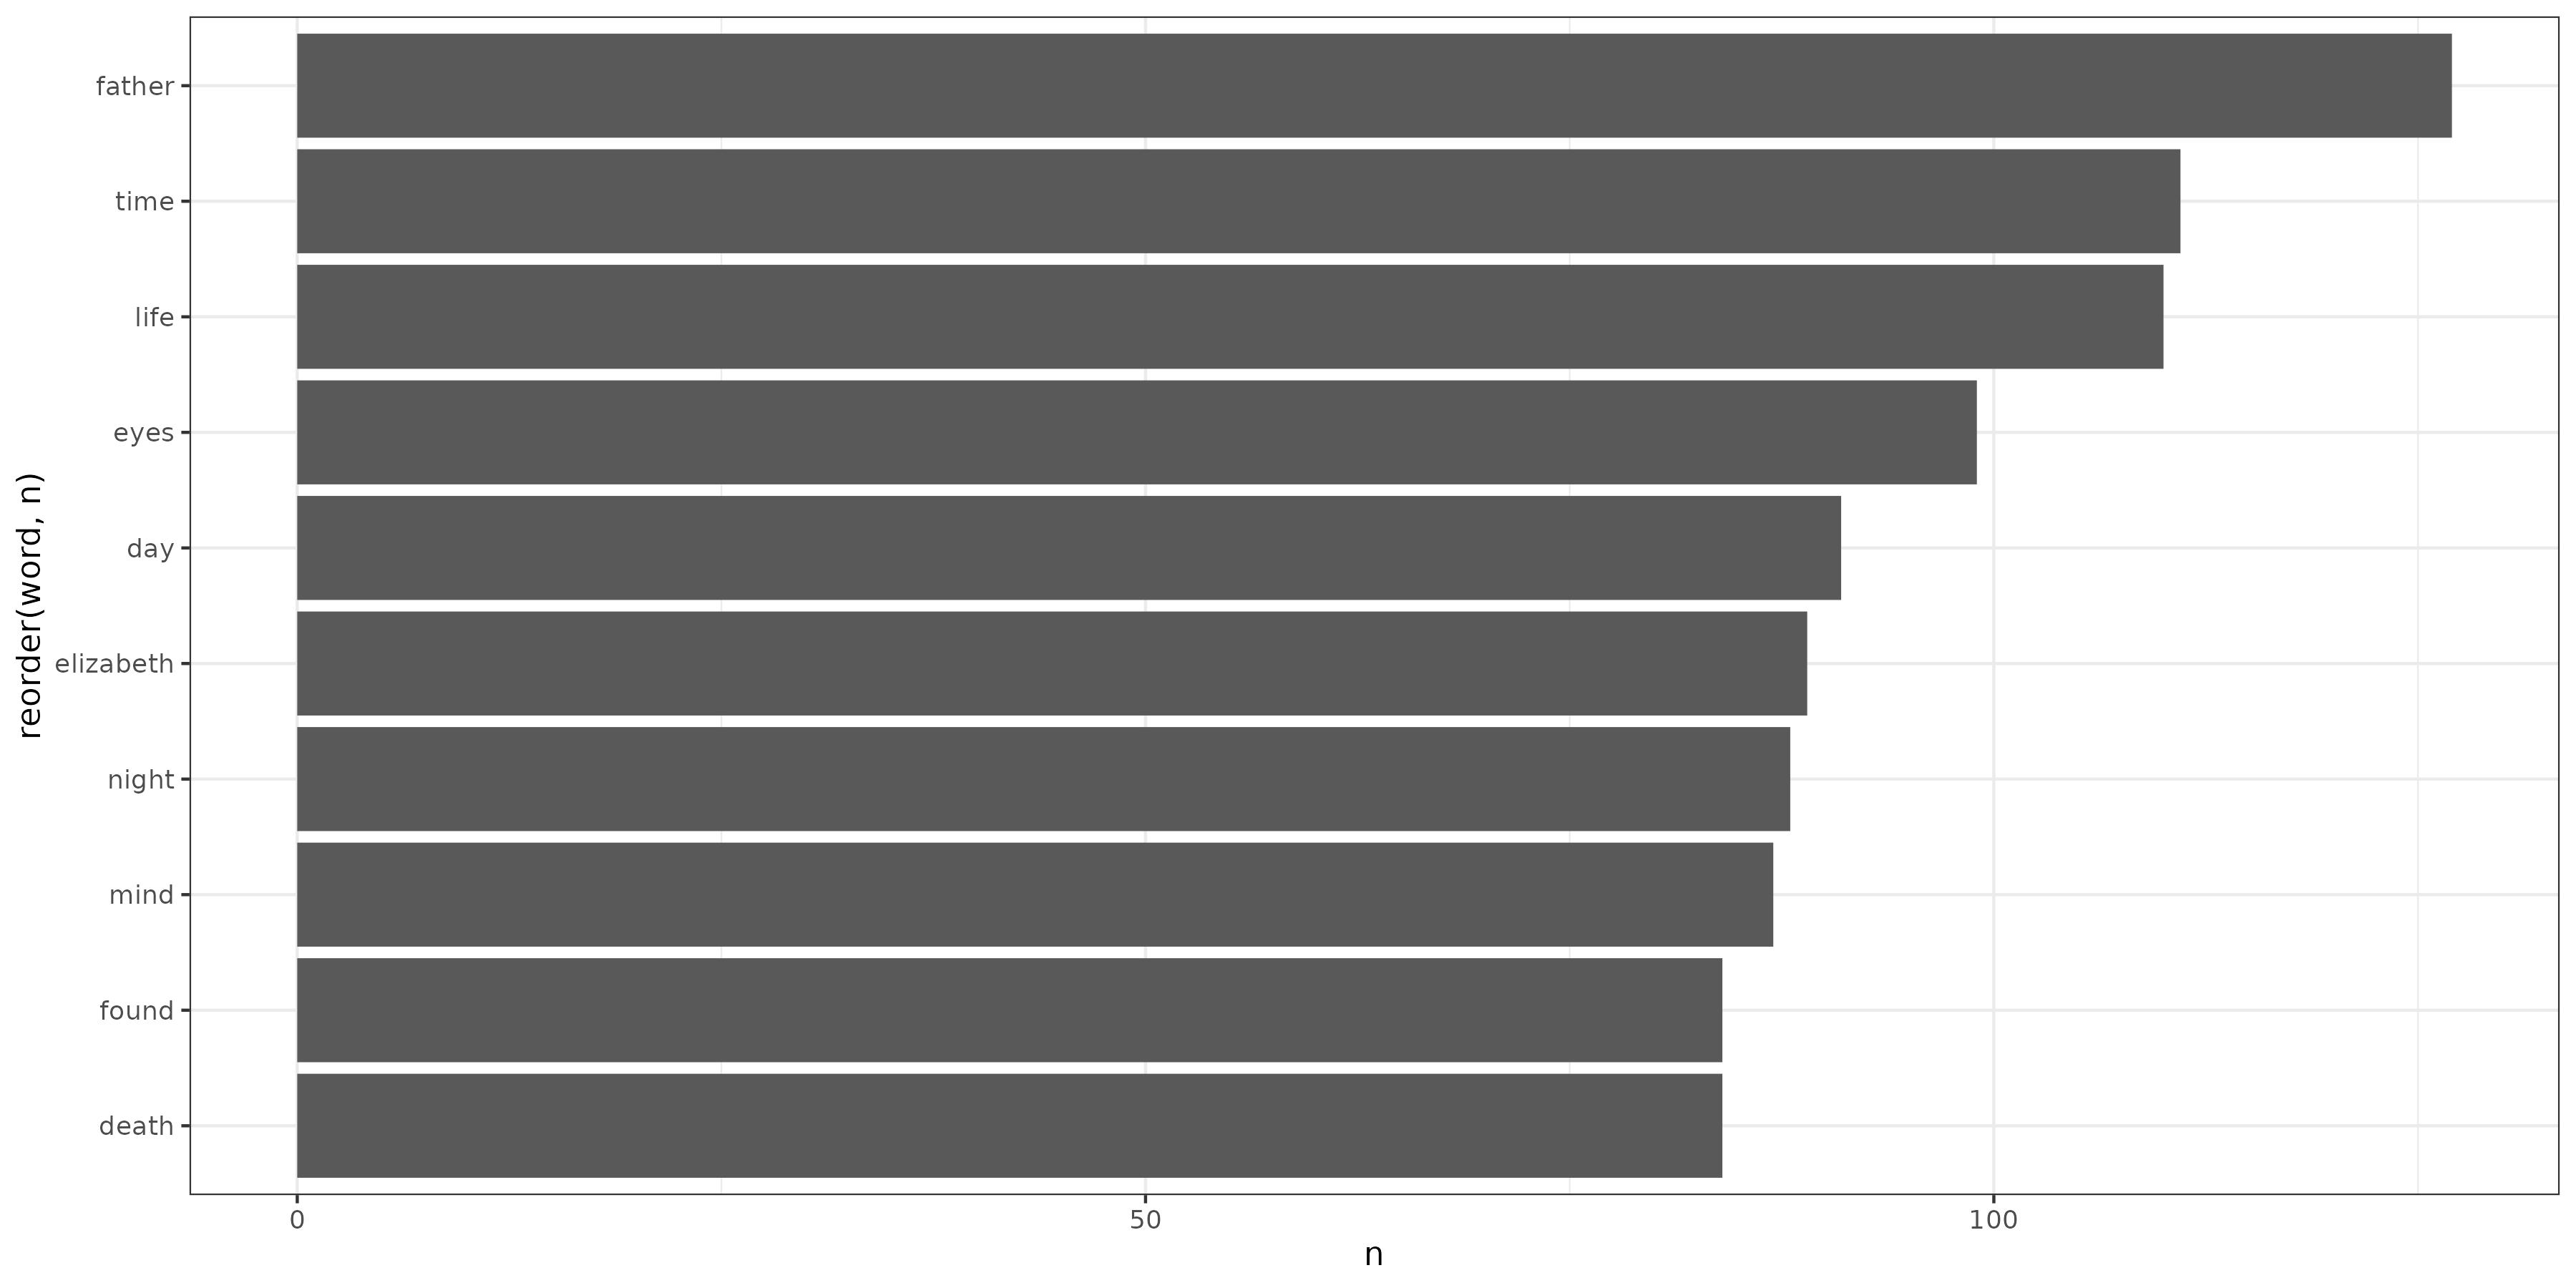 reorder(word, n)
father
time
life
eyes
day
elizabeth
night
mind
found
death
0 50 100
n